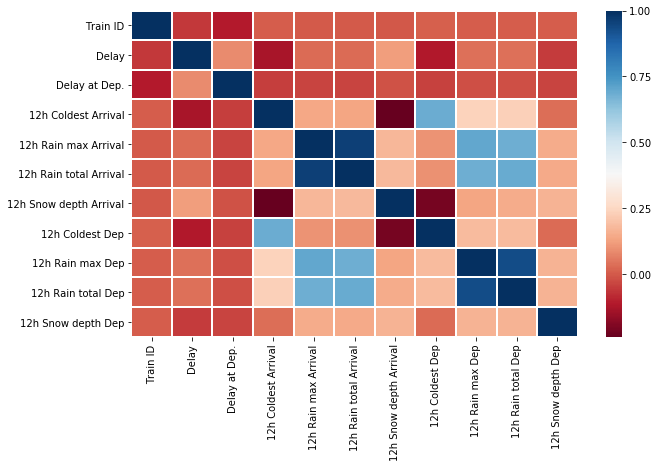 Train ID
Delay
Delay at Dep.
12h Coldest Arrival
12h Rain max Arrival
12h Rain total Arrival
12h Snow depth Arrival
12h Coldest Dep
12h Rain max Dep
12h Rain total Dep
12h Snow depth Dep
Train ID
Delay
Delay at Dep.
12h Coldest Arrival
12h Rain max Arrival
12h Rain total Arrival
12h Snow depth Arrival
12h Coldest Dep
12h Rain max Dep
12h Rain total Dep
12h Snow depth Dep
1.00
0.75
0.50
0.25
0.00